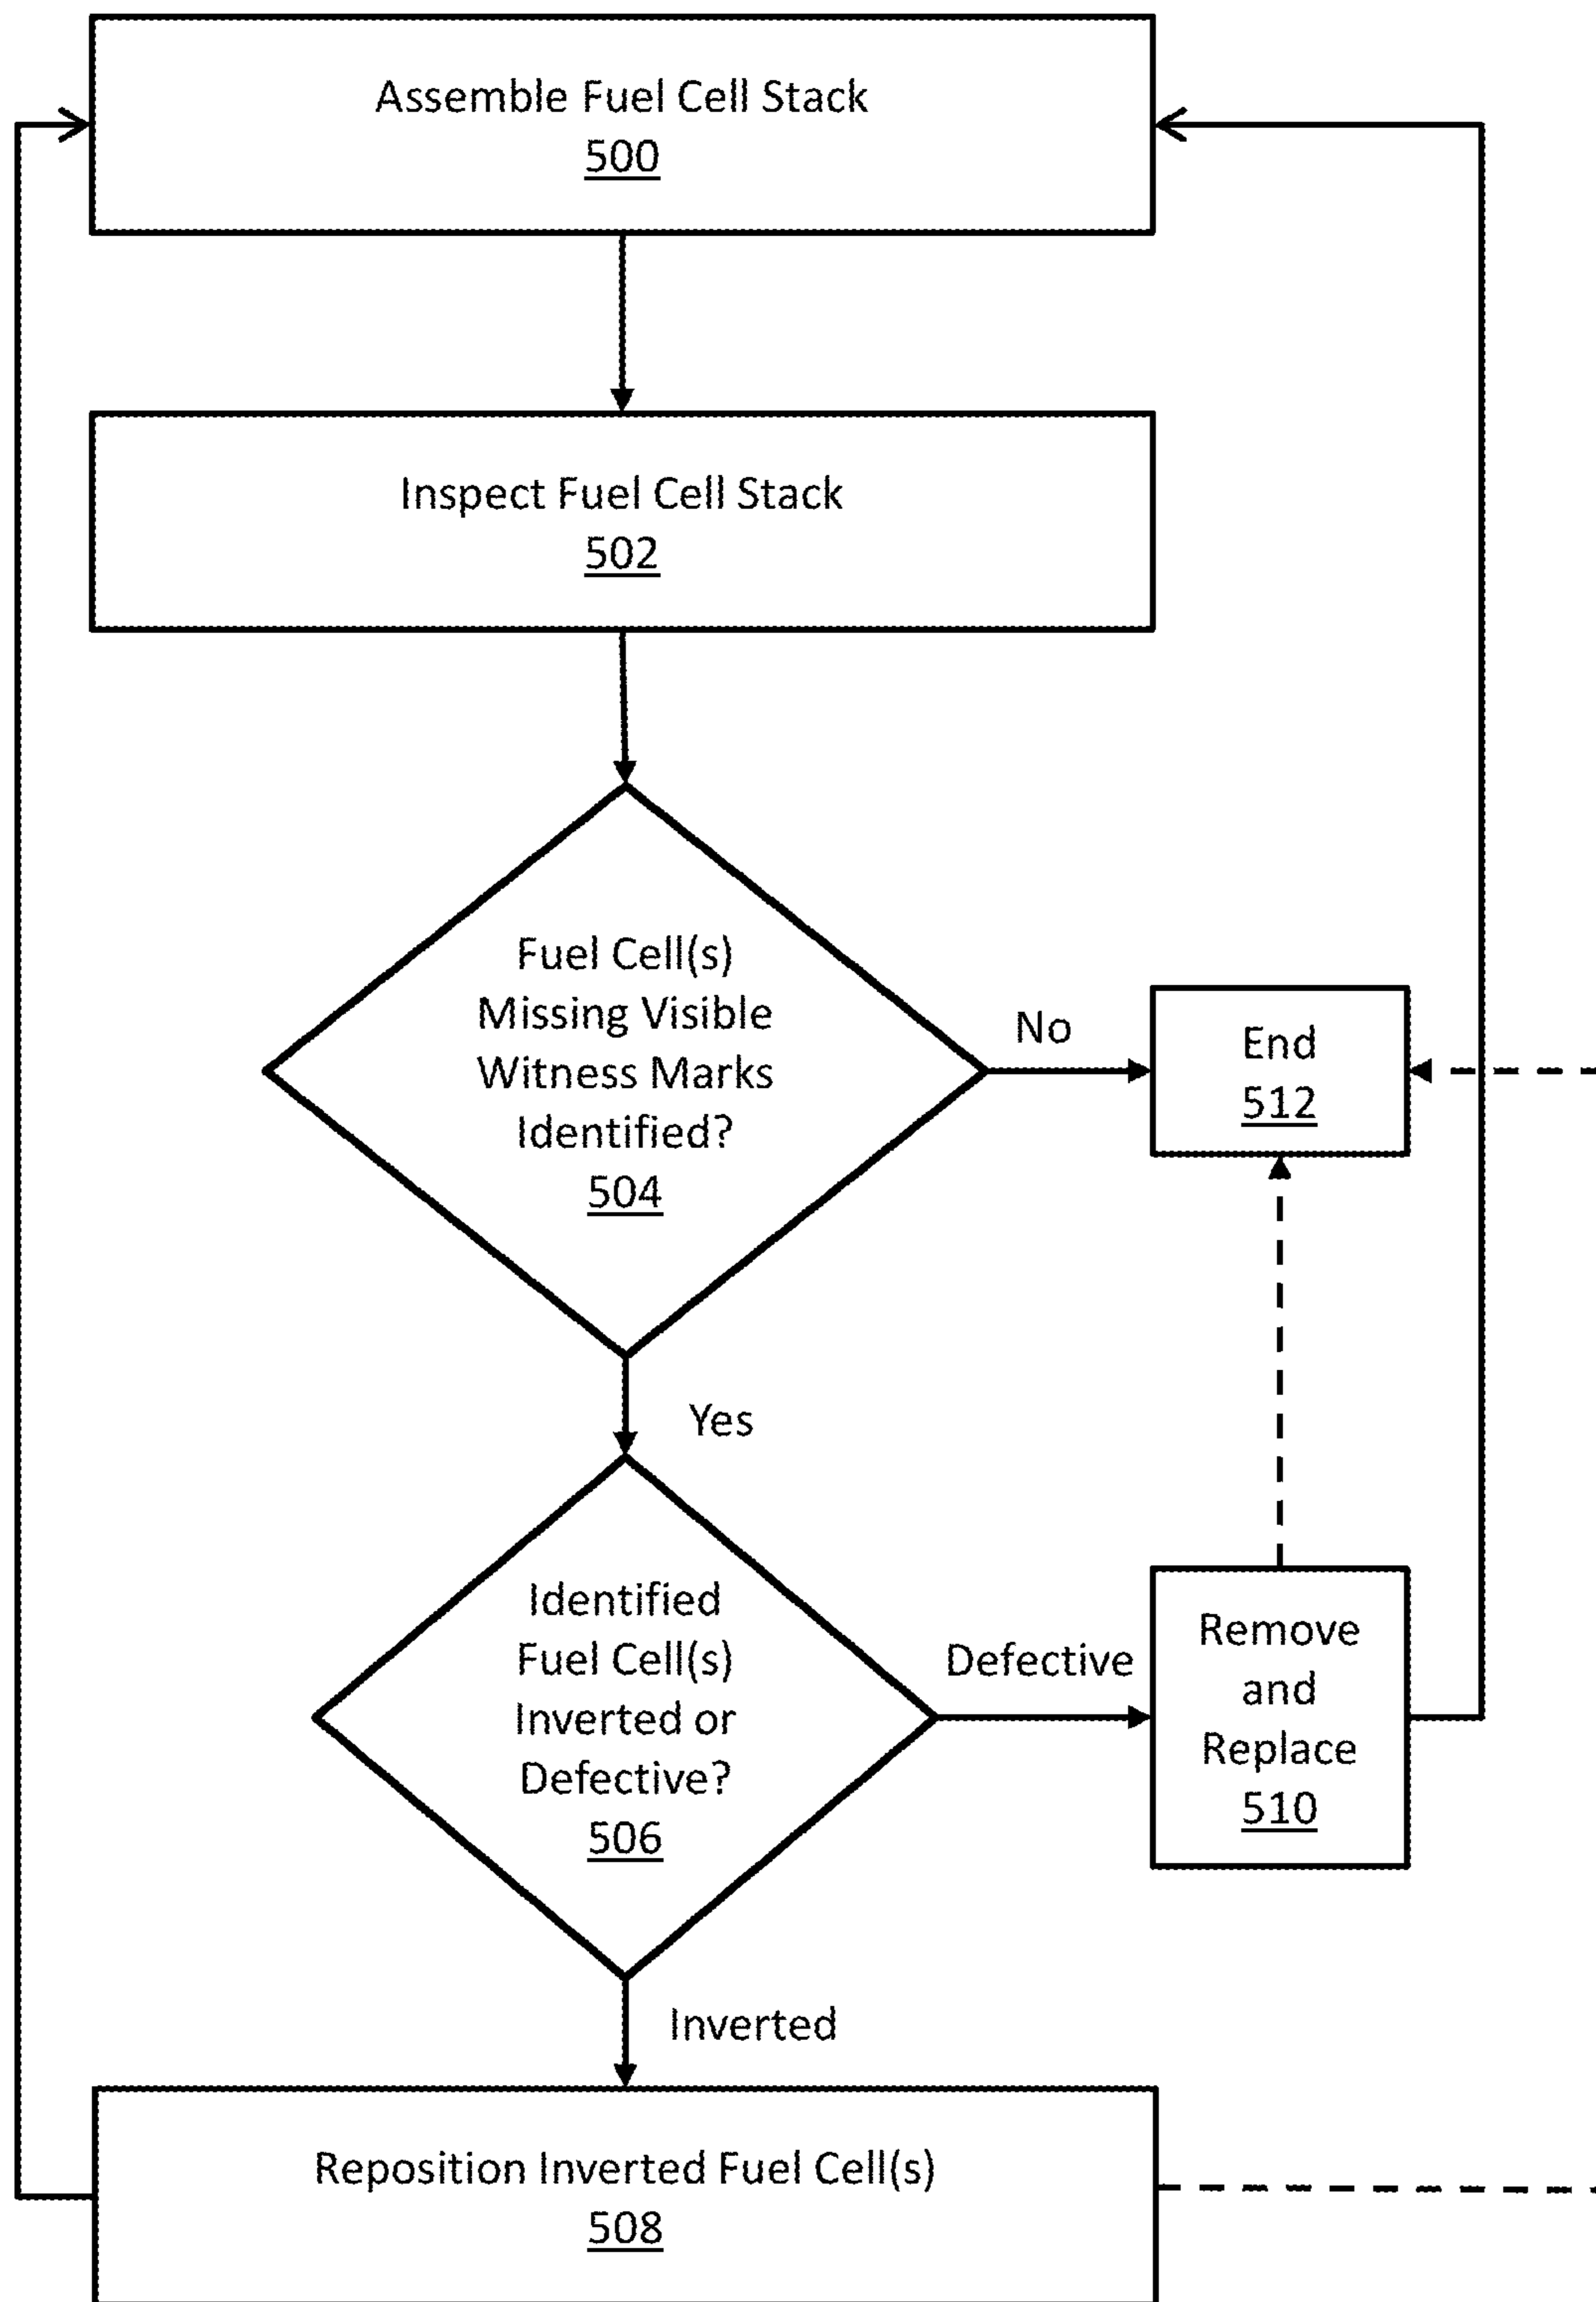 Assemble Fuel Cell Stack
500
Inspect Fuel Cell Stack
502
Fuel Cell(s)
Missing Visible
Witness Marks
Identified?
504
No
End
512
Yes
Identified
Fuel Cell(s)
Inverted or
Defective?
506
Defective
Remove
and
Replace
510
Inverted
Reposition Inverted Fuel Cell(s)
508